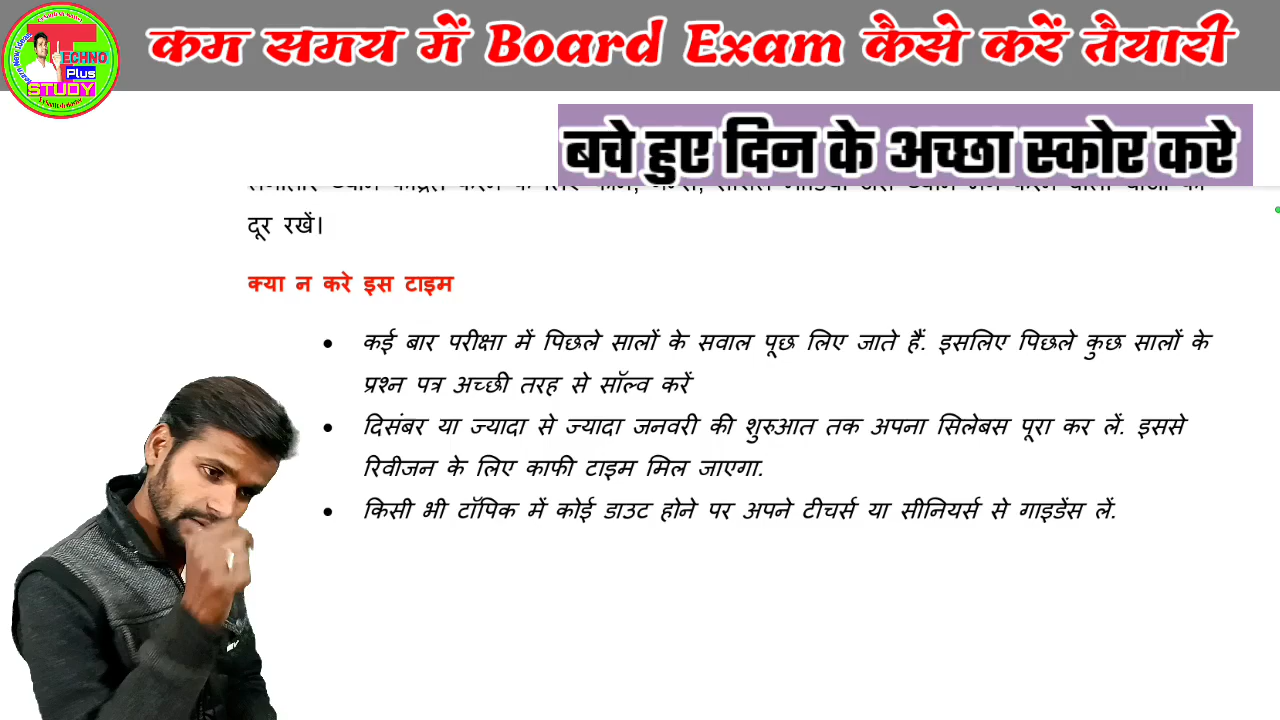 कम समय में Board Exam कैसे करें तैयारी
ECHNO
Plus
STUDY
बचे हुए दिन के अच्छा स्कोर करे
दूर रखें।
क्या न करे इस टाइम
कई बार परीक्षा में पिछले सालों के सवाल पूछ लिए जाते हैं. इसलिए पिछले कुछ सालों के
प्रश्न पत्र अच्छी तरह से सॉल्व करें
दिसंबर या ज्यादा से ज्यादा जनवरी की शुरुआत तक अपना सिलेबस पूरा कर लें. इससे
रिवीजन के लिए काफी टाइम मिल जाएगा.
किसी भी टॉपिक में कोई डाउट होने पर अपने टीचर्स या सीनियर्स से गाइडेंस लें.